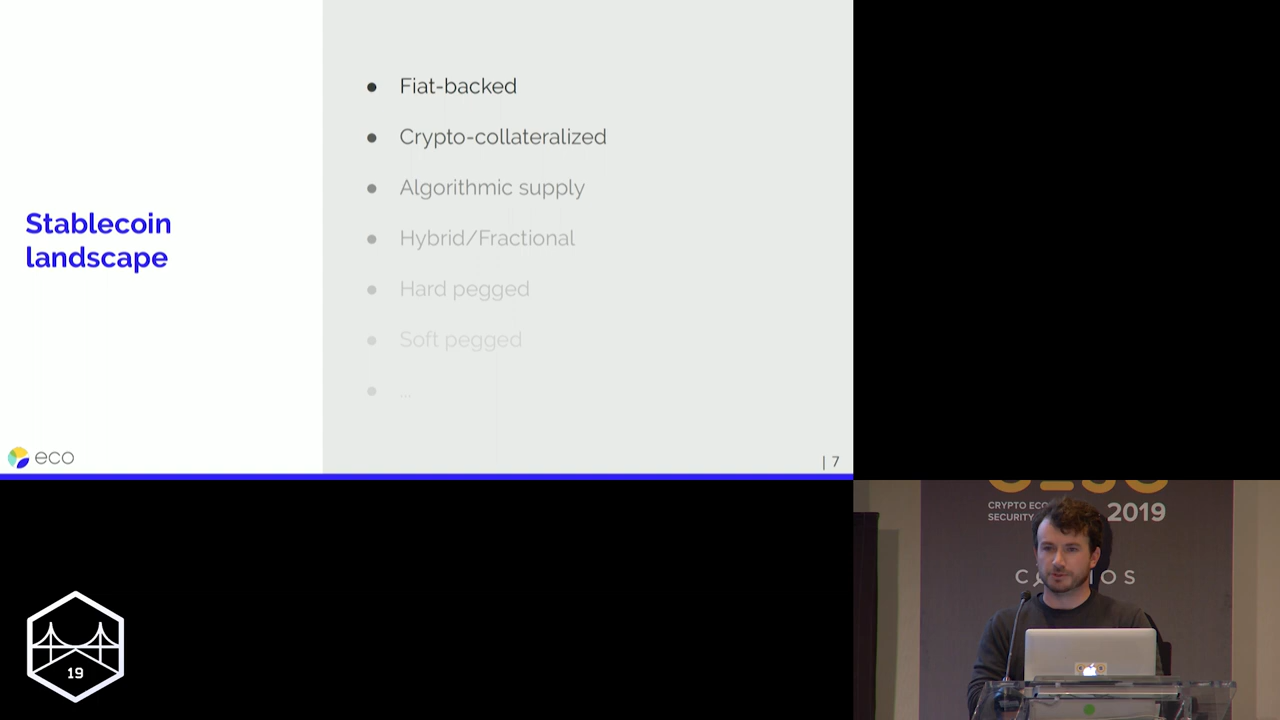 Stablecoin
landscape
● Fiat-backed
● Crypto-collateralized
● Algorithmic supply
● Hybrid/Fractional
● Hard pegged
● Soft pegged
● ...
eco
| 7
CRYPTO ECO
SECURITY
2019
19